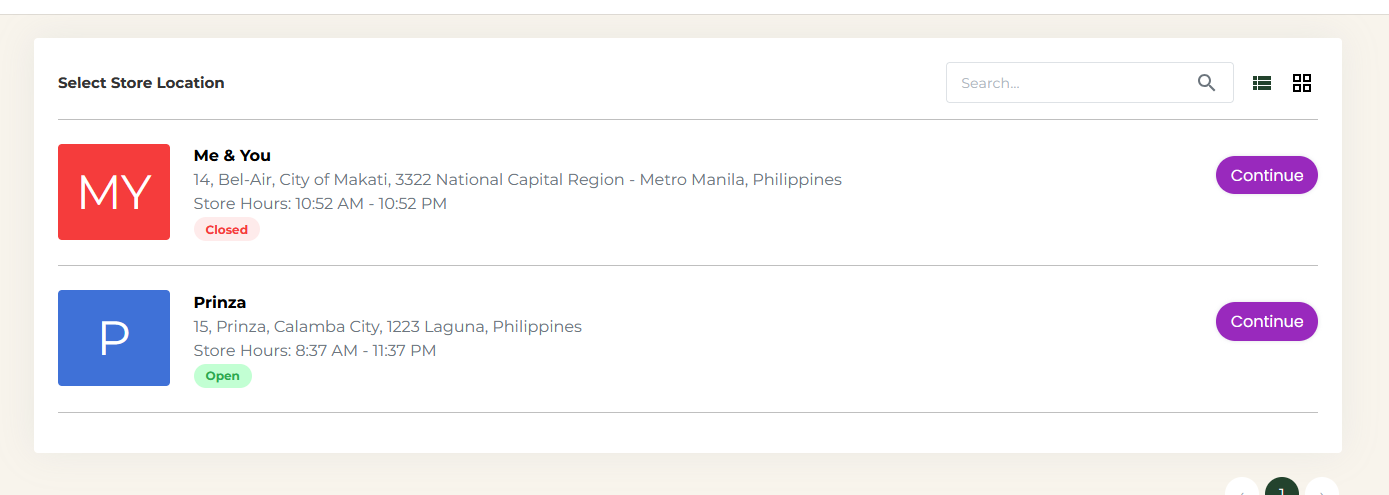 Select Store Location
Search...
MY
Me & You
14, Bel-Air, City of Makati, 3322 National Capital Region - Metro Manila, Philippines
Store Hours: 10:52 AM - 10:52 PM
Closed
Continue
P
Prinza
15, Prinza, Calamba City, 1223 Laguna, Philippines
Store Hours: 8:37 AM - 11:37 PM
Open
Continue
1